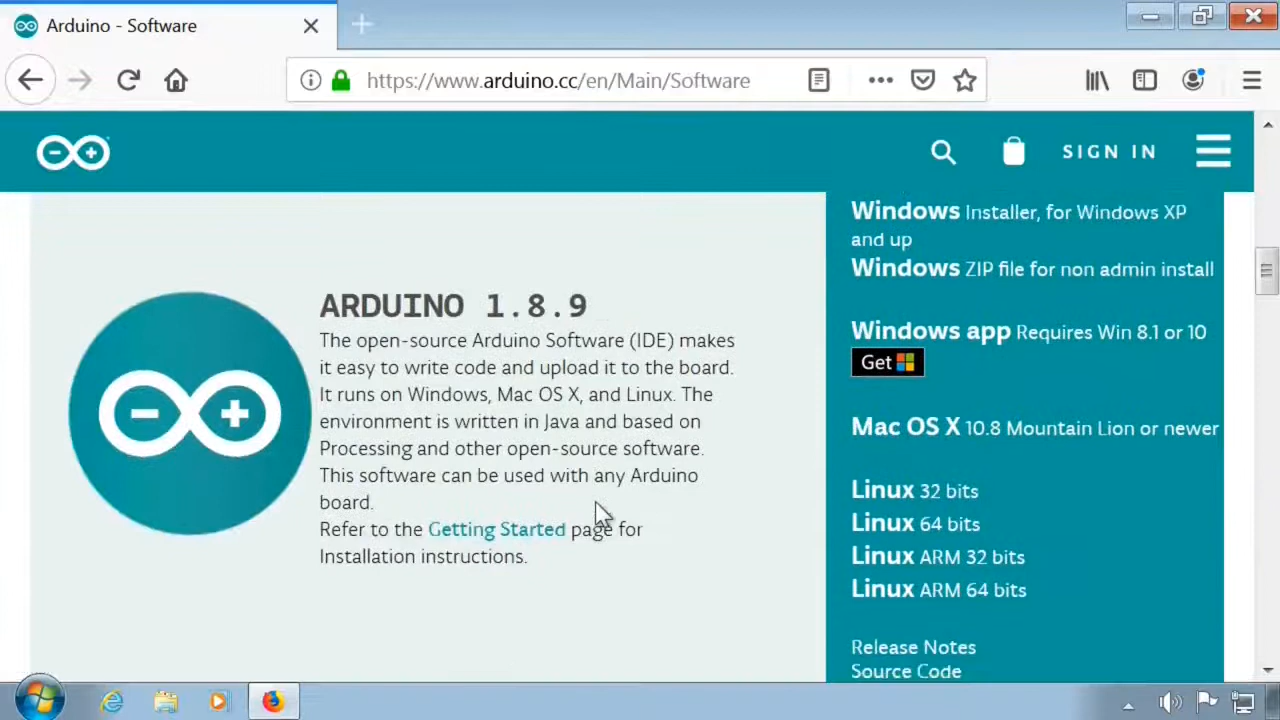 Arduino - Software
https://www.arduino.cc/en/Main/Software
SIGN IN
ARDUINO 1.8.9
The open-source Arduino Software (IDE) makes
it easy to write code and upload it to the board.
It runs on Windows, Mac OS X, and Linux. The
environment is written in Java and based on
Processing and other open-source software.
This software can be used with any Arduino
board.
Refer to the Getting Started page for
Installation instructions.
Windows Installer, for Windows XP
and up
Windows ZIP file for non admin install
Windows app Requires Win 8.1 or 10
Get
Mac OS X 10.8 Mountain Lion or newer
Linux 32 bits
Linux 64 bits
Linux ARM 32 bits
Linux ARM 64 bits
Release Notes
Source Code